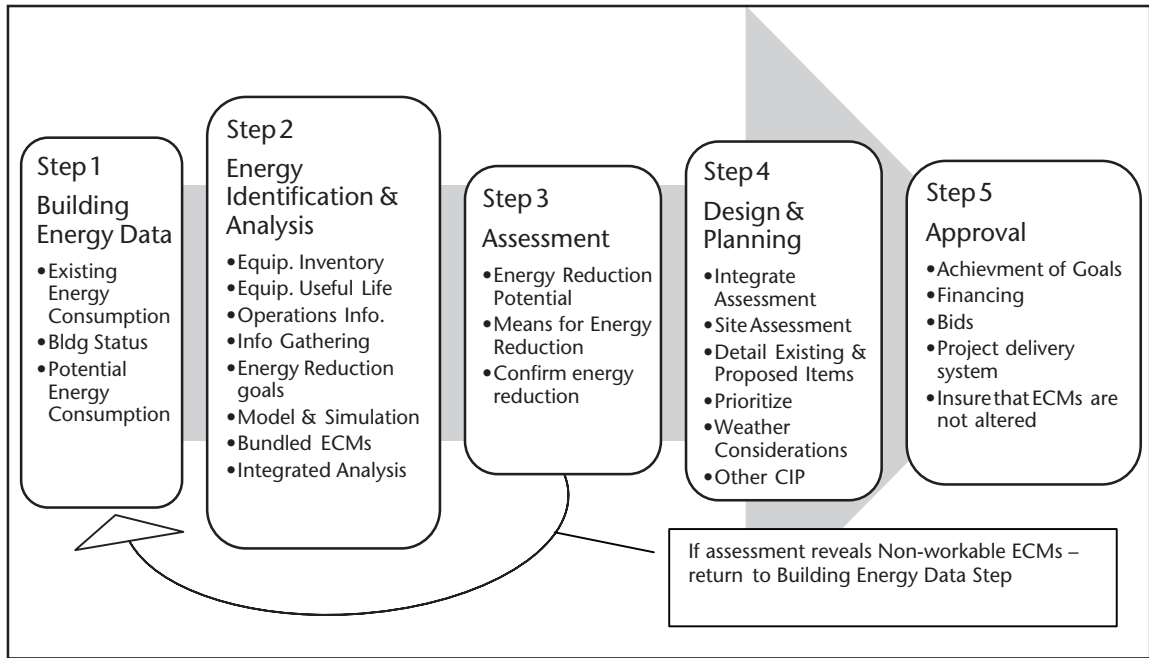 Step 1
Building
Energy Data
•Existing
Energy
Consumption
•Bldg Status
•Potential
Energy
Consumption
Step 2
Energy
Identification &
Analysis
•Equip. Inventory
•Equip. Useful Life
•Operations Info.
•Info Gathering
•Energy Reduction
goals
•Model & Simulation
•Bundled ECMs
•Integrated Analysis
Step 3
Assessment
•Energy Reduction
Potential
•Means for Energy
Reduction
•Confirm energy
reduction
Step 4
Design &
Planning
•Integrate
Assessment
•Site Assessment
•Detail Existing &
Proposed Items
•Prioritize
•Weather
Considerations
•Other CIP
Step 5
Approval
•Achievment of Goals
•Financing
•Bids
•Project delivery
system
•Insure that ECMs are
not altered
If assessment reveals Non-workable ECMs –
return to Building Energy Data Step